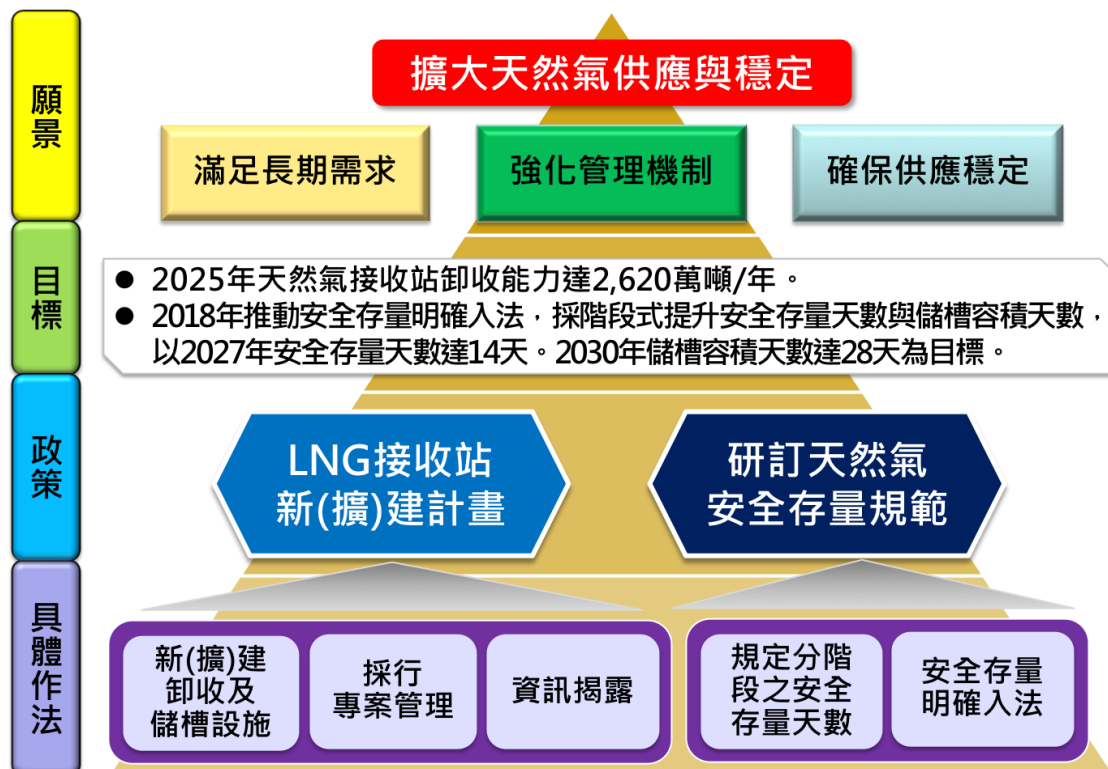 願景
擴大天然氣供應與穩定
滿足長期需求
強化管理機制
確保供應穩定
目標
● 2025年天然氣接收站卸收能力達2,620萬噸/年。
● 2018年推動安全存量明確入法，採階段式提升安全存量天數與儲槽容積天數，
以2027年安全存量天數達14天。2030年儲槽容積天數達28天為目標。
政策
LNG接收站
新(擴)建計畫
研訂天然氣
安全存量規範
具體作法
新(擴)建
卸收及
儲槽設施
採行
專案管理
資訊揭露
規定分階
段之安全
存量天數
安全存量
明確入法